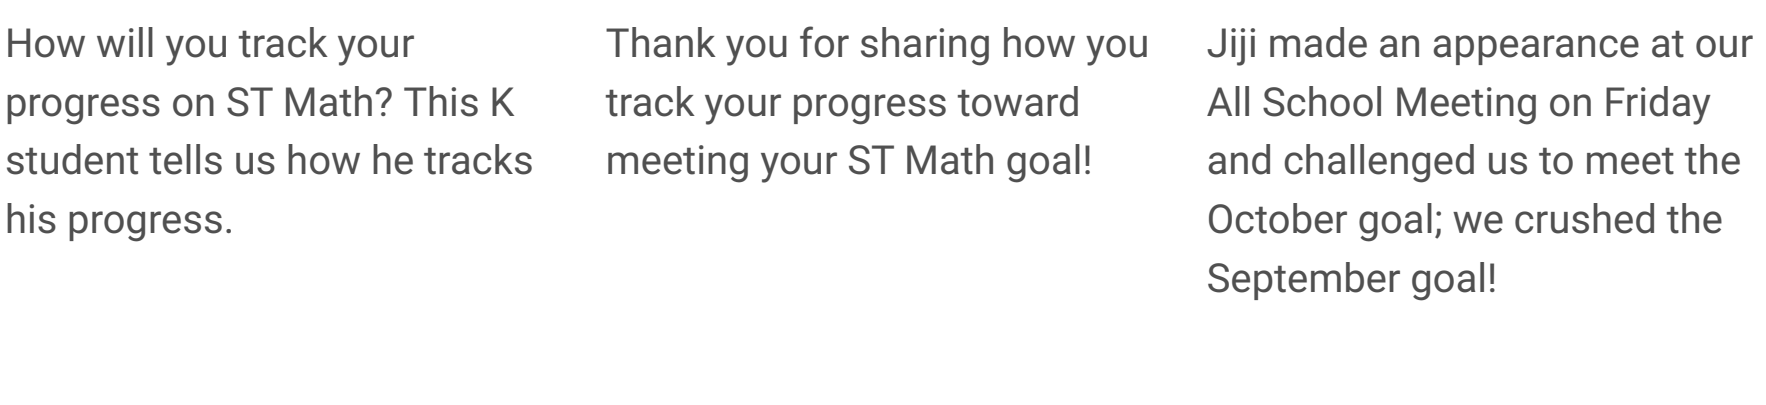 How will you track your
progress on ST Math? This K
student tells us how he tracks
his progress.
Thank you for sharing how you
track your progress toward
meeting your ST Math goal!
Jiji made an appearance at our
All School Meeting on Friday
and challenged us to meet the
October goal; we crushed the
September goal!